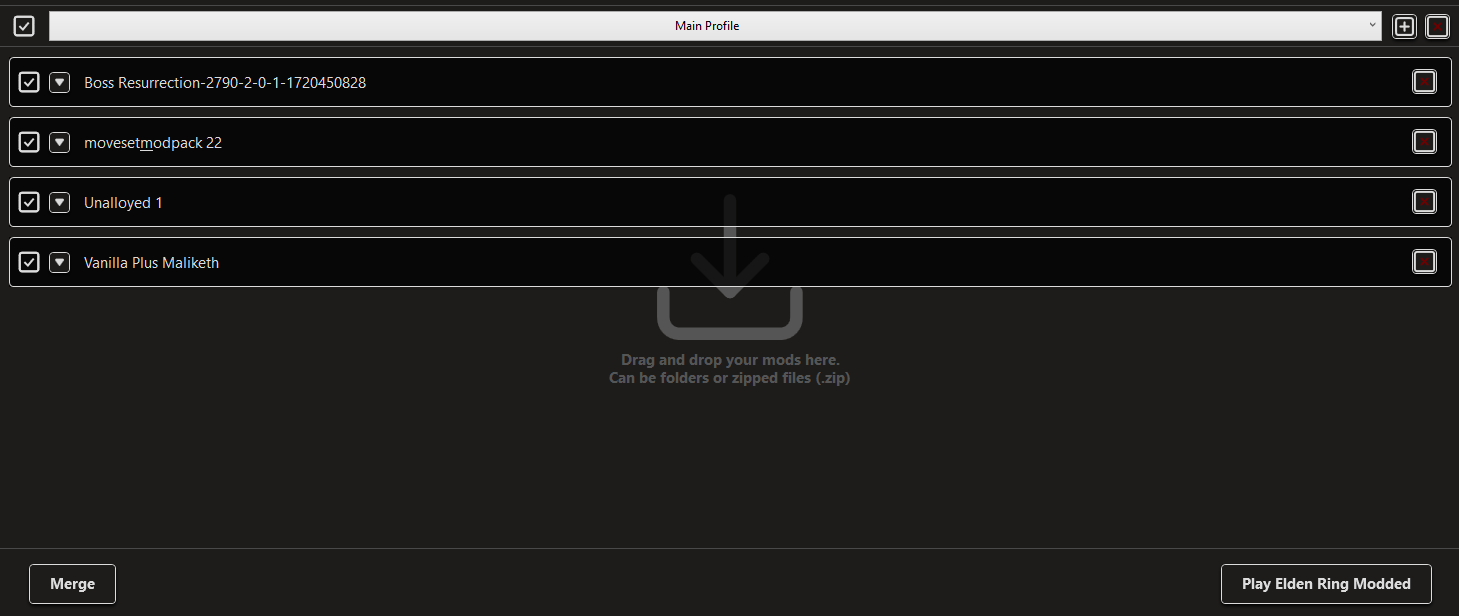 Main Profile
Boss Resurrection-2790-2-0-1-1720450828
movesetmodpack 22
Unalloyed 1
Vanilla Plus Maliketh
Drag and drop your mods here.
Can be folders or zipped files (.zip)
Merge
Play Elden Ring Modded